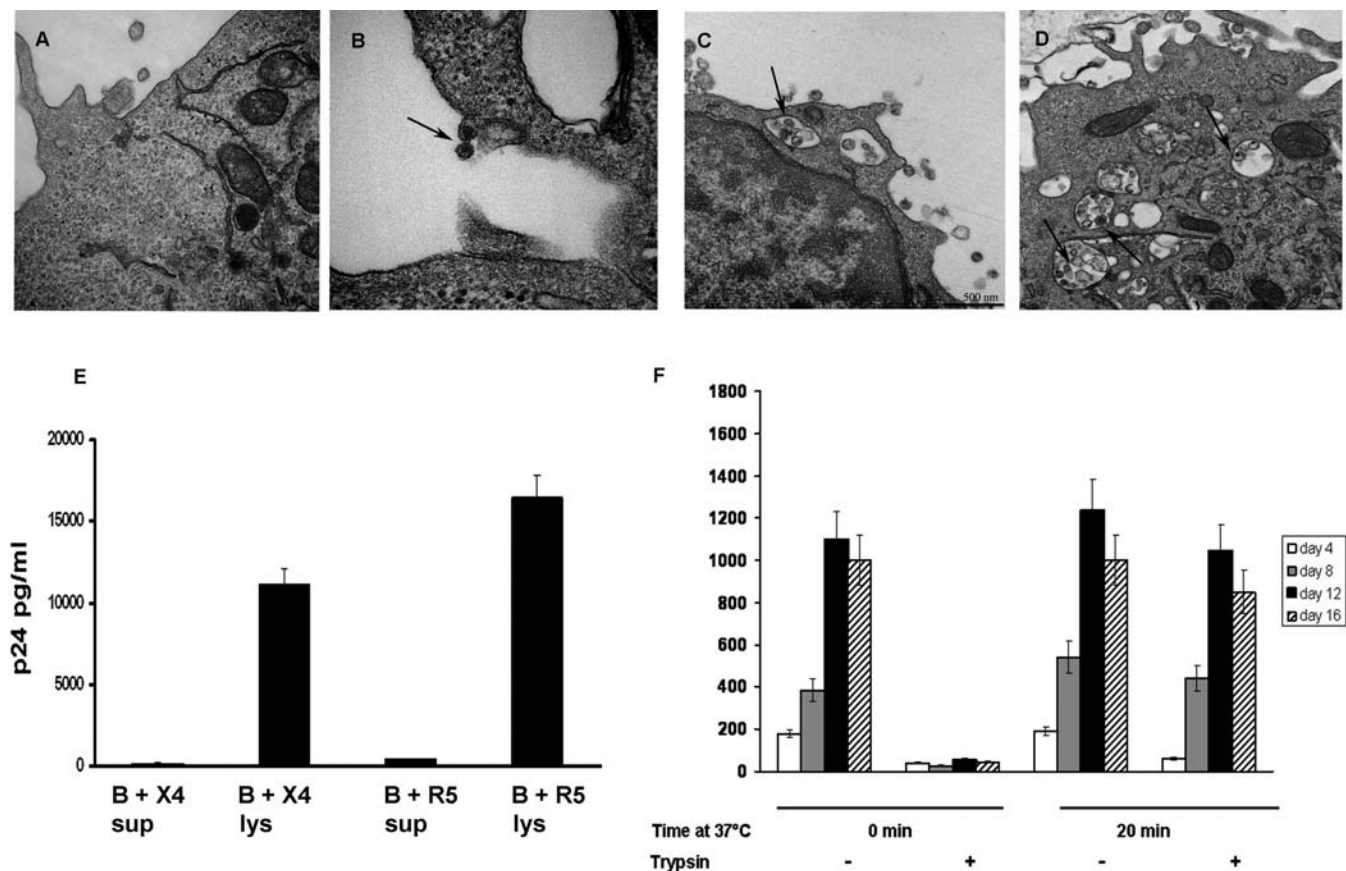 A
B
C
D
500 nm
E
p24 pg/ml
20000
15000
10000
5000
0
B + X4 sup
B + X4 lys
B + R5 sup
B + R5 lys
F
1800
1600
1400
1200
1000
800
600
400
200
0
day 4
day 8
day 12
day 16
Time at 37°C 0 min 20 min
Trypsin - + - +